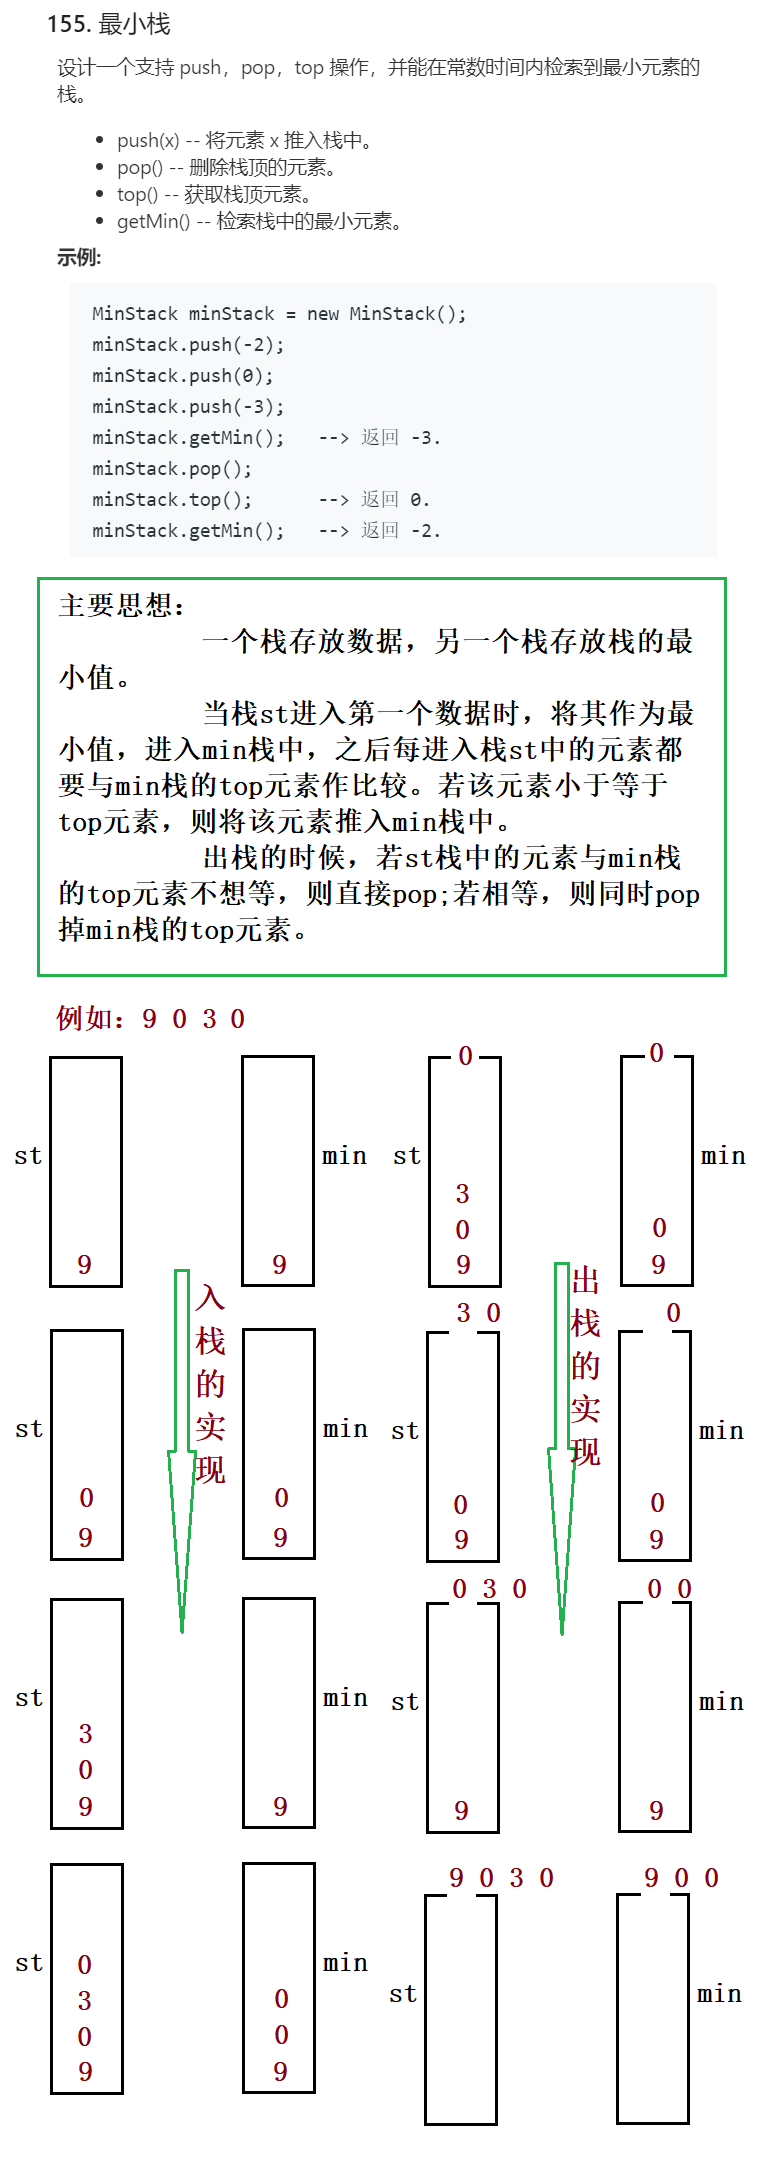 155. 最小栈
设计一个支持 push，pop，top 操作，并能在常数时间内检索到最小元素的
栈。
• push(x) -- 将元素 x 推入栈中。
• pop() -- 删除栈顶的元素。
• top() -- 获取栈顶元素。
• getMin() -- 检索栈中的最小元素。
示例:
MinStack minStack = new MinStack();
minStack.push(-2);
minStack.push(0);
minStack.push(-3);
minStack.getMin();   --> 返回 -3.
minStack.pop();
minStack.top();      --> 返回 0.
minStack.getMin();   --> 返回 -2.
主要思想：
一个栈存放数据，另一个栈存放栈的最
小值。
当栈st进入第一个数据时，将其作为最
小值，进入min栈中，之后每进入栈st中的元素都
要与min栈的top元素作比较。若该元素小于等于
top元素，则将该元素推入min栈中。
出栈的时候，若st栈中的元素与min栈
的top元素不想等，则直接pop;若相等，则同时pop
掉min栈的top元素。
例如：9 0 3 0
0 0
st min st min
3
0 0
9 9 9 9
入栈的实现
出栈的实现
3 0 0
st min st min
0 0 0 0
9 9 9 9
0 3 0 0 0
st min st min
3
0
9 9 9 9
9 0 3 0 9 0 0
st min st min
0
3 0
0 0
9 9